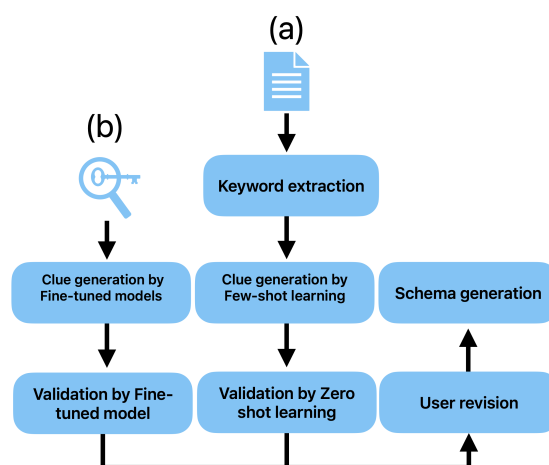 (a)
(b)
Keyword extraction
Clue generation by
Fine-tuned models
Clue generation by
Few-shot learning
Schema generation
Validation by Fine-
tuned model
Validation by Zero
shot learning
User revision